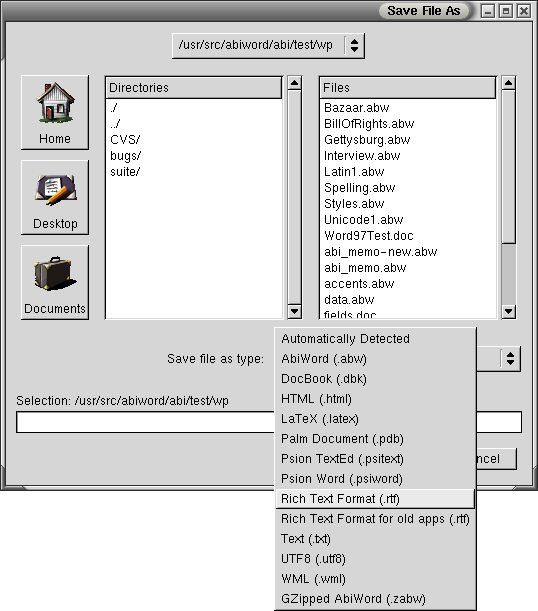 Save File As
/usr/src/abiword/abi/test/wp
Home
Desktop
Documents
Directories
./
../
CVS/
bugs/
suite/
Files
Bazaar.abw
BillOfRights.abw
Gettysburg.abw
Interview.abw
Latin1.abw
Spelling.abw
Styles.abw
Unicode1.abw
Word97Test.doc
abi_memo-new.abw
abi_memo.abw
accents.abw
data.abw
fields.doc
Save file as type:
Automatically Detected
AbiWord (.abw)
DocBook (.dbk)
HTML (.html)
LaTeX (.latex)
Palm Document (.pdb)
Psion TextEd (.psitext)
Psion Word (.psiword)
Rich Text Format (.rtf)
Rich Text Format for old apps (.rtf)
Text (.txt)
UTF8 (.utf8)
WML (.wml)
GZipped AbiWord (.zabw)
Selection: /usr/src/abiword/abi/test/wp
ncel